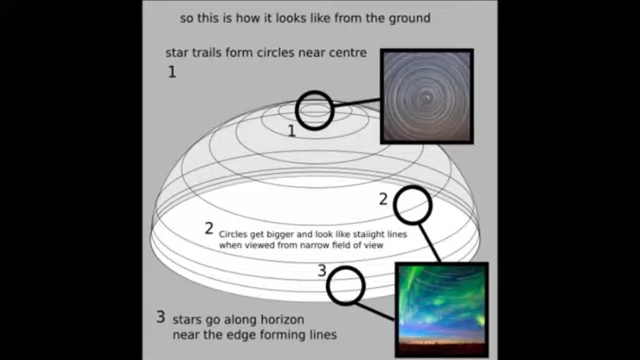 so this is how it looks like from the ground
star trails form circles near centre
1
1
2
2 Circles get bigger and look like staiight lines
when viewed from narrow field of view
3
3 stars go along horizon
near the edge forming lines